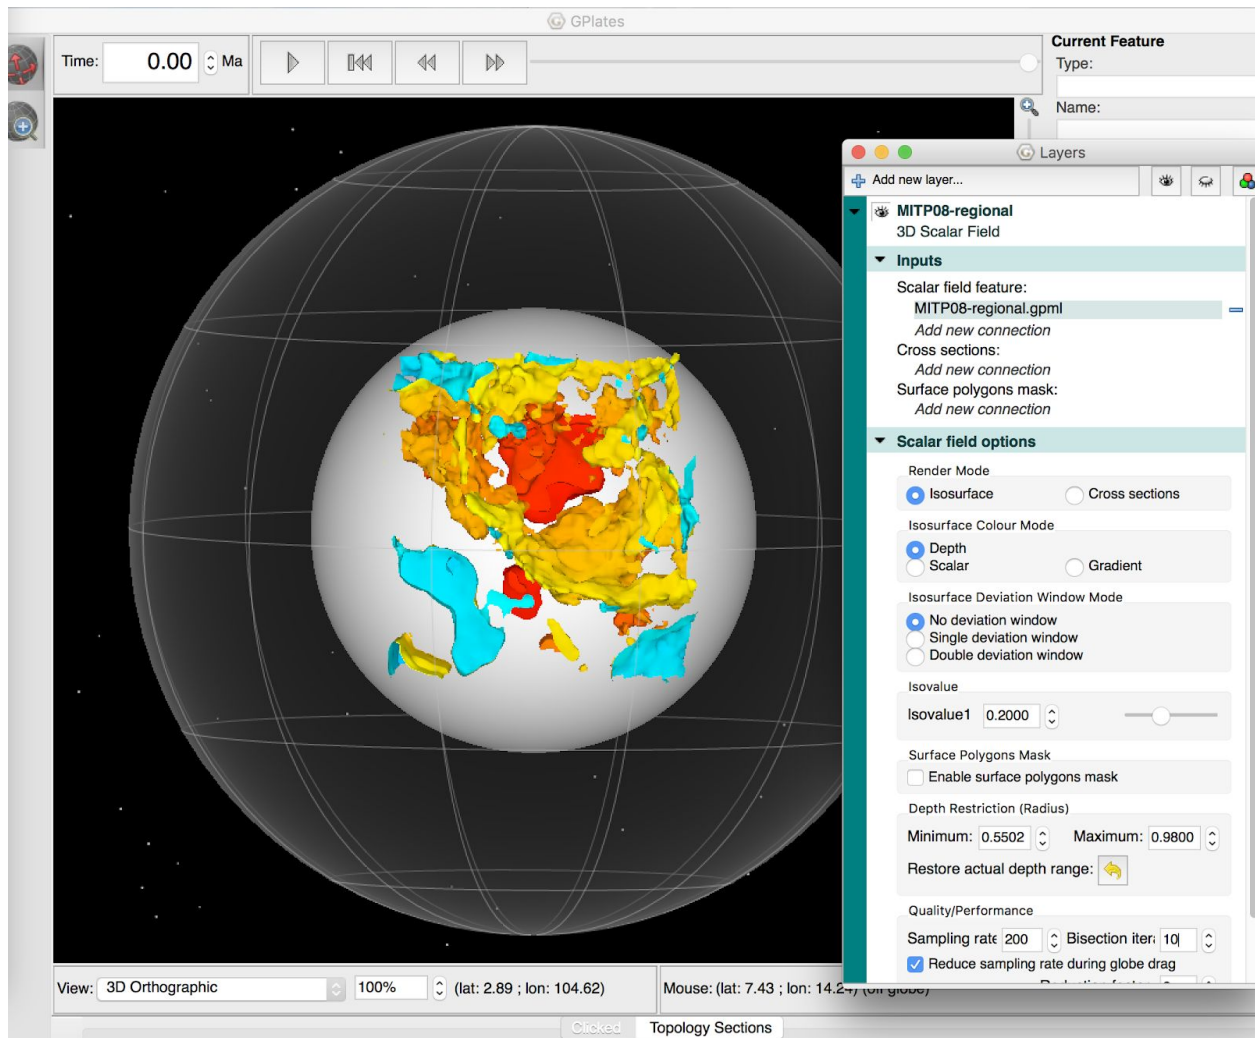 GPlates
Time: 0.00 Ma
Current Feature
Type:
Name:
Layers
Add new layer...
MITP08-regional
3D Scalar Field
Inputs
Scalar field feature:
MITP08-regional.gpml
Add new connection
Cross sections:
Add new connection
Surface polygons mask:
Add new connection
Scalar field options
Render Mode
Isosurface Cross sections
Isosurface Colour Mode
Depth
Scalar Gradient
Isosurface Deviation Window Mode
No deviation window
Single deviation window
Double deviation window
Isovalue
Isovalue1 0.2000
Surface Polygons Mask
Enable surface polygons mask
Depth Restriction (Radius)
Minimum: 0.5502 Maximum: 0.9800
Restore actual depth range:
Quality/Performance
Sampling rate 200 Bisection itera 10
Reduce sampling rate during globe drag
View: 3D Orthographic 100% (lat: 2.89 ; lon: 104.62) Mouse: (lat: 7.43 ; lon: 14.24) (off globe)
Clicked Topology Sections